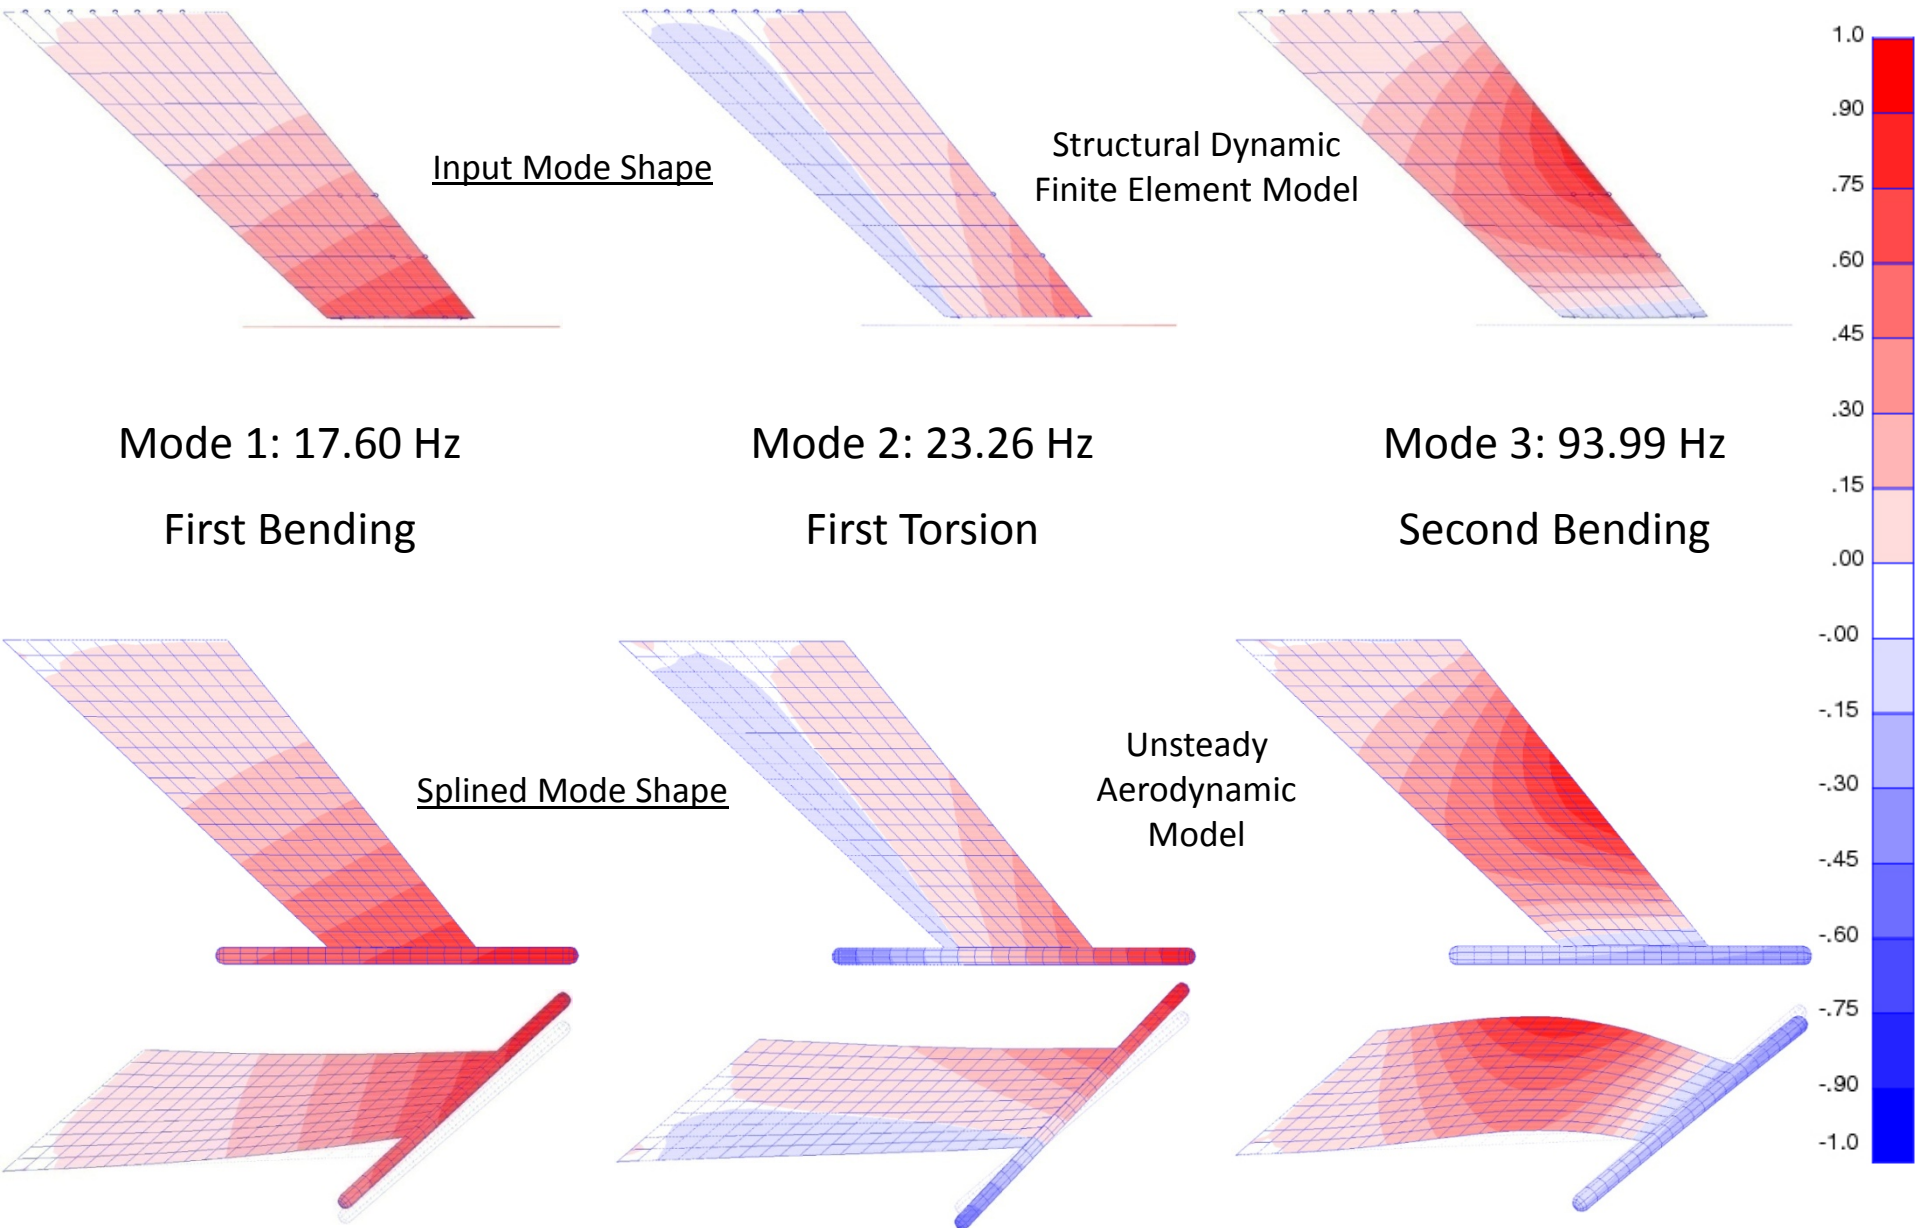 Input Mode Shape
Structural Dynamic
Finite Element Model
Mode 1: 17.60 Hz
Mode 2: 23.26 Hz
Mode 3: 93.99 Hz
First Bending
First Torsion
Second Bending
Splined Mode Shape
Unsteady
Aerodynamic
Model
1.0
.90
.75
.60
.45
.30
.15
.00
-.00
-.15
-.30
-.45
-.60
-.75
-.90
-1.0